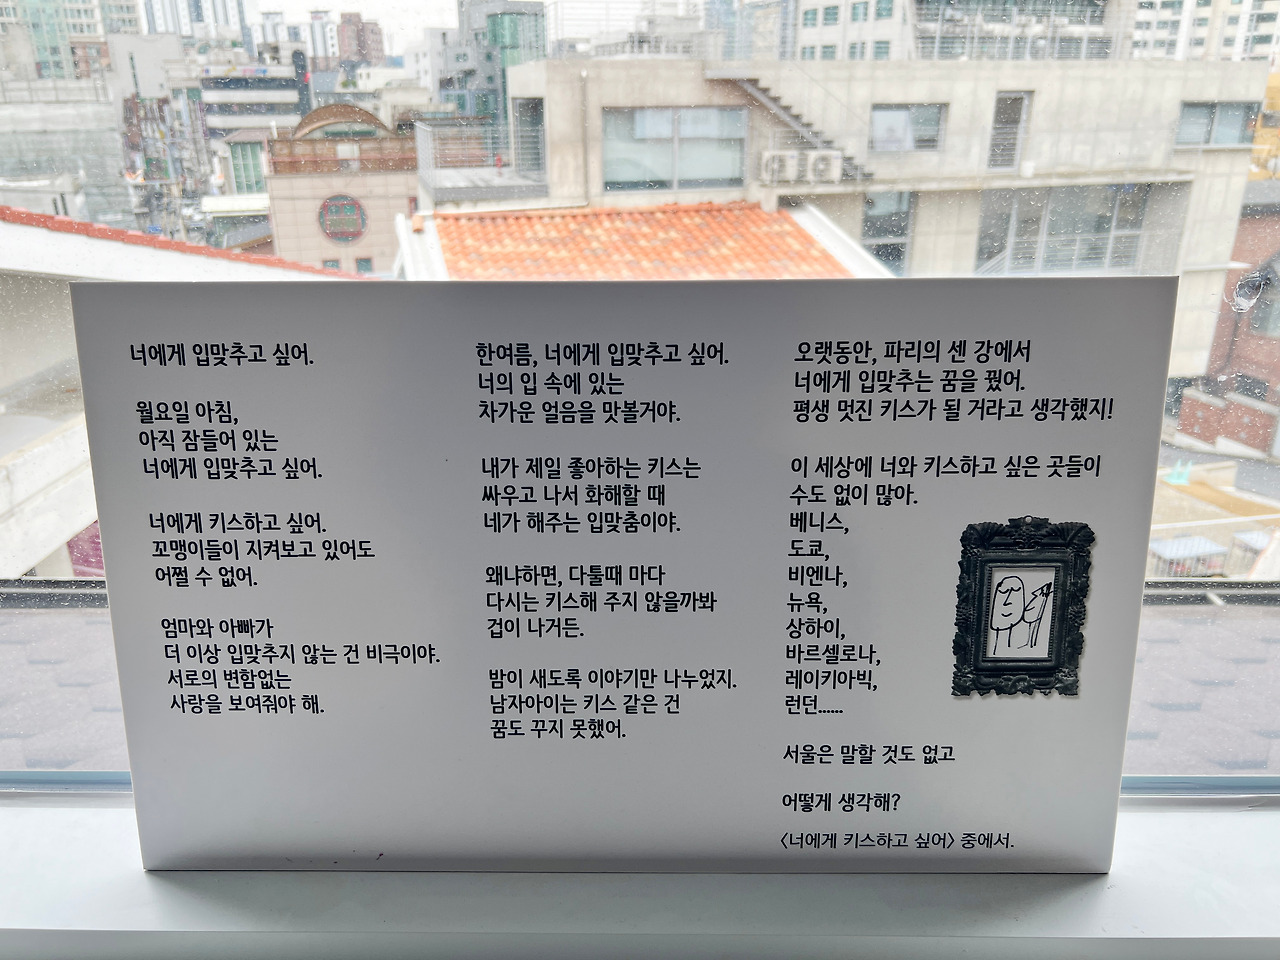 너에게 입맞추고 싶어.
월요일 아침,
아직 잠들어 있는
너에게 입맞추고 싶어.
너에게 키스하고 싶어.
꼬맹이들이 지켜보고 있어도
어쩔 수 없어.
엄마와 아빠가
더 이상 입맞추지 않는 건 비극이야.
서로의 변함없는
사랑을 보여줘야 해.
한여름, 너에게 입맞추고 싶어.
너의 입 속에 있는
차가운 얼음을 맛볼거야.
내가 제일 좋아하는 키스는
싸우고 나서 화해할 때
네가 해주는 입맞춤이야.
왜냐하면, 다툴때 마다
다시는 키스해 주지 않을까봐
겁이 나거든.
밤이 새도록 이야기만 나누었지.
남자아이는 키스 같은 건
꿈도 꾸지 못했어.
오랫동안, 파리의 센 강에서
너에게 입맞추는 꿈을 꿨어.
평생 멋진 키스가 될 거라고 생각했지!
이 세상에 너와 키스하고 싶은 곳들이
수도 없이 많아.
베니스,
도쿄,
비엔나,
뉴욕,
상하이,
바르셀로나,
레이키아빅,
런던......
서울은 말할 것도 없고
어떻게 생각해?
〈너에게 키스하고 싶어〉 중에서.